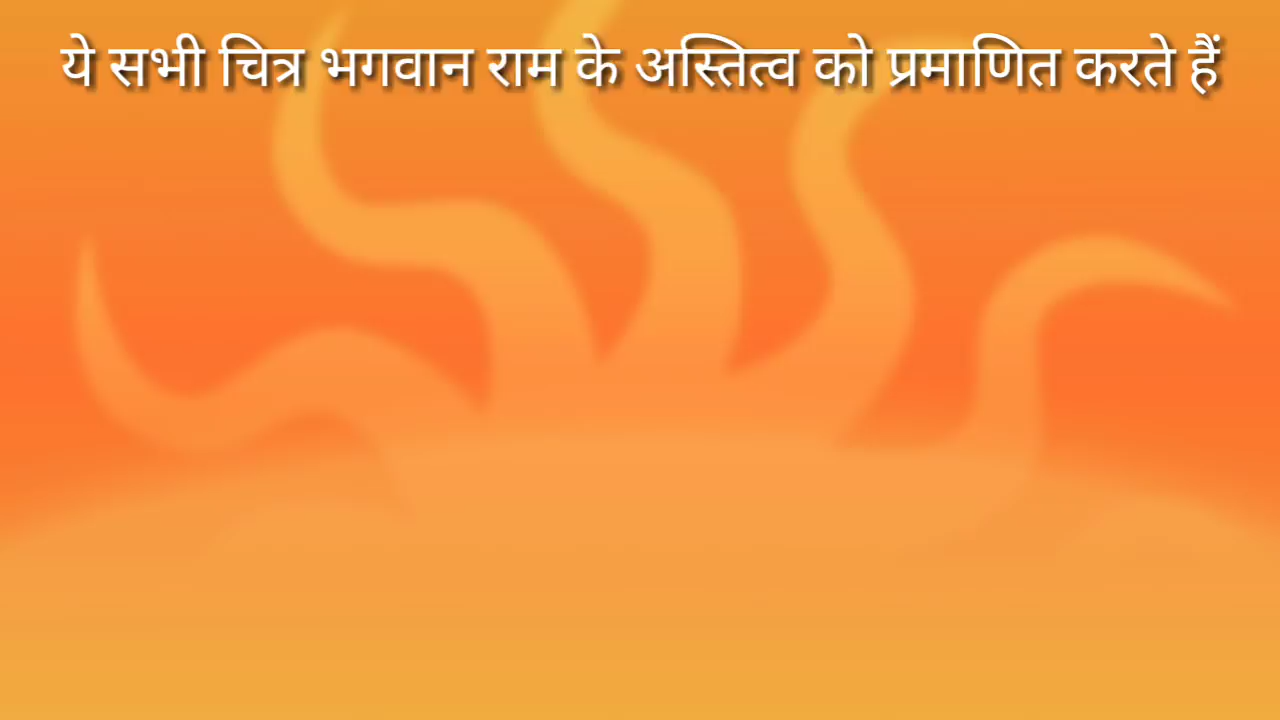 ये सभी चित्र भगवान राम के अस्तित्व को प्रमाणित करते हैं